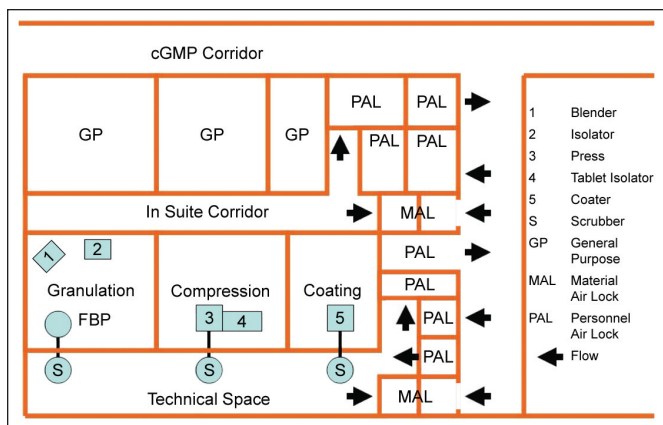 cGMP Corridor
GP
GP
GP
PAL
PAL
PAL
PAL
In Suite Corridor
MAL
1
2
Granulation
FBP
Compression
3
4
Coating
5
PAL
PAL
PAL
PAL
S
S
S
Technical Space
MAL
1 Blender
2 Isolator
3 Press
4 Tablet Isolator
5 Coater
S Scrubber
GP General
Purpose
MAL Material
Air Lock
PAL Personnel
Air Lock
Flow